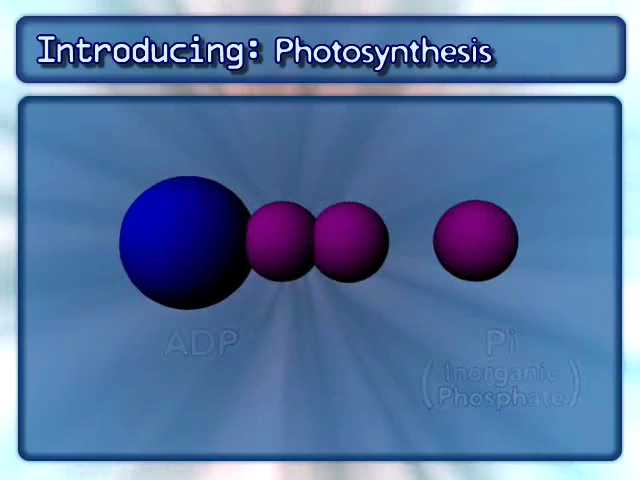 Introducing: Photosynthesis
ADP
Pi
(Inorganic
Phosphate)